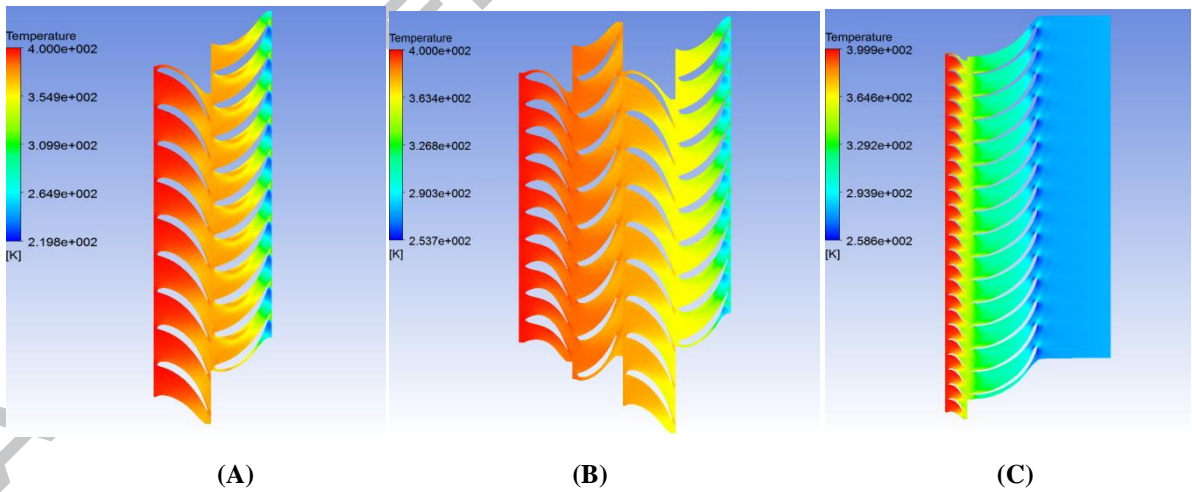 Temperature
4.000e+002
3.549e+002
3.099e+002
2.649e+002
2.198e+002
[K]
Temperature
4.000e+002
3.634e+002
3.268e+002
2.903e+002
2.537e+002
[K]
Temperature
3.999e+002
3.646e+002
3.292e+002
2.939e+002
2.586e+002
[K]
(A)
(B)
(C)